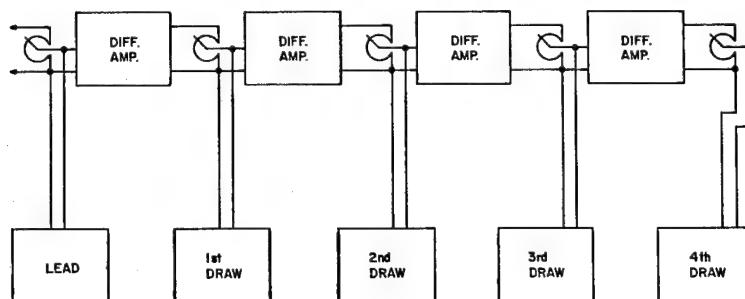 DIFF.
AMP.
DIFF.
AMP.
DIFF.
AMP.
DIFF.
AMP.
LEAD
1st
DRAW
2nd
DRAW
3rd
DRAW
4th
DRAW